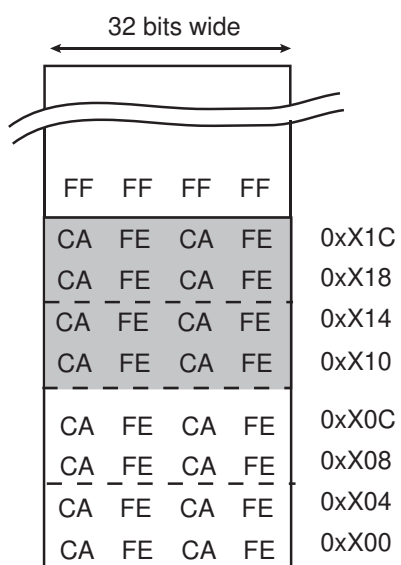 32 bits wide
FF FF FF FF
CA FE CA FE 0xX1C
CA FE CA FE 0xX18
CA FE CA FE 0xX14
CA FE CA FE 0xX10
CA FE CA FE 0xX0C
CA FE CA FE 0xX08
CA FE CA FE 0xX04
CA FE CA FE 0xX00